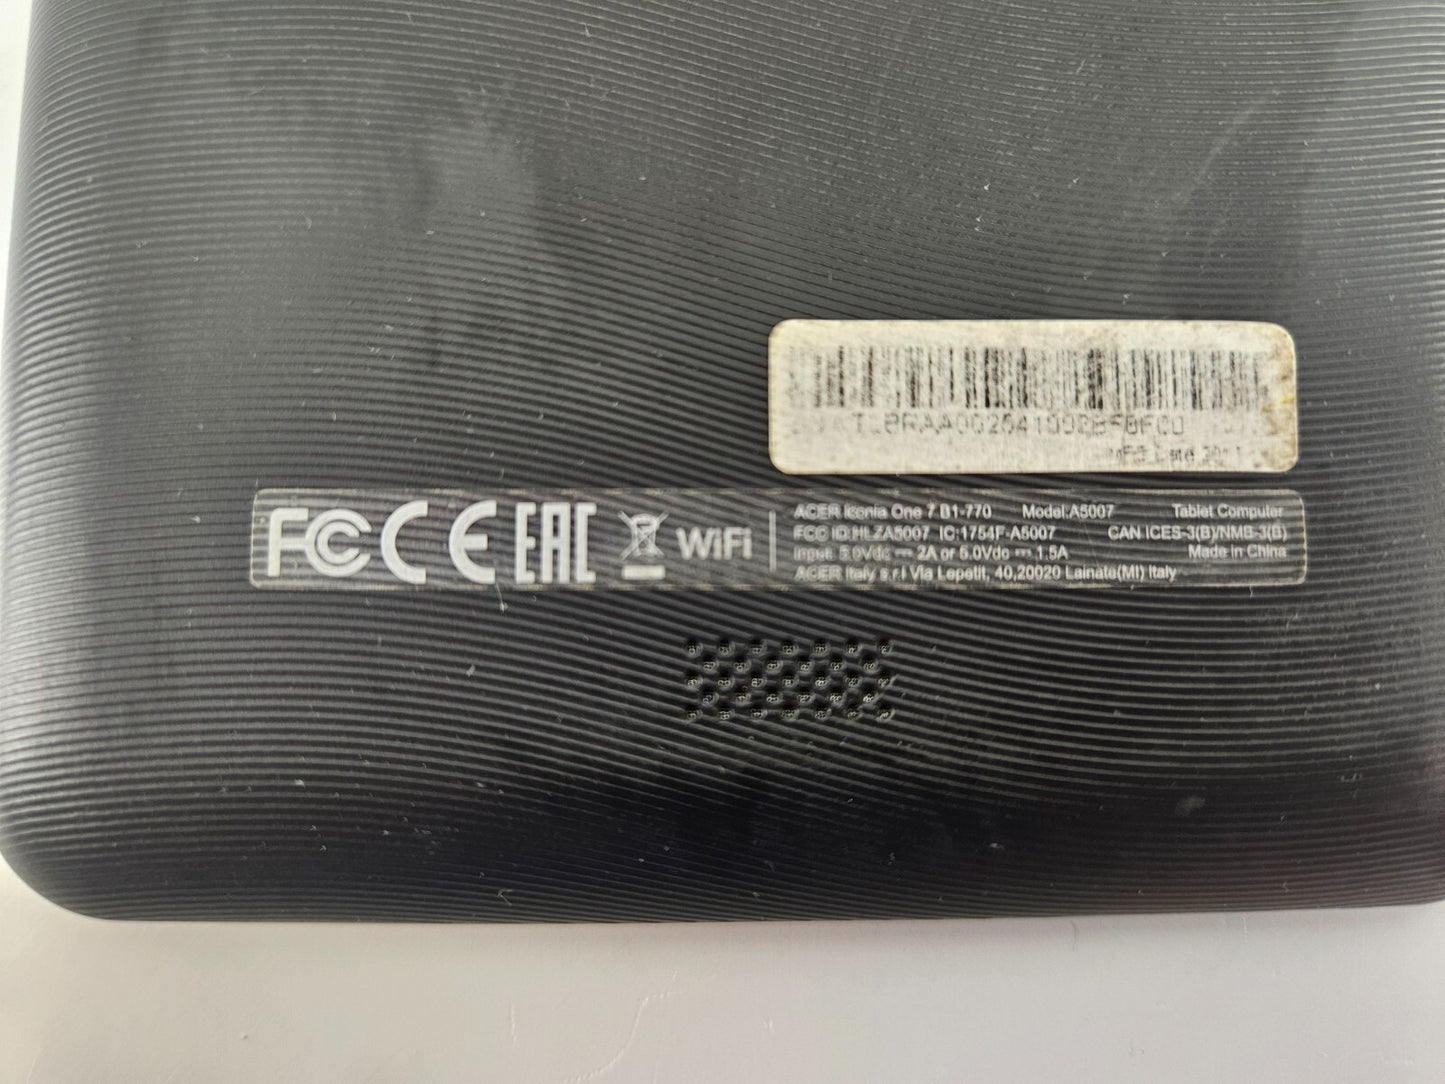 FC CE EAC WiFi
ACER Iconia One 7 B1-770 Model:A5007 Tablet Computer
FCC ID:HLZA5007 IC:1754F-A5007 CAN ICES-3(B)/NMB-3(B)
Input: 5.0Vdc 2A or 5.0Vdc 1.5A Made in China
ACER Italy s.r.l Via Lepetit, 40,20020 Lainate(MI) Italy